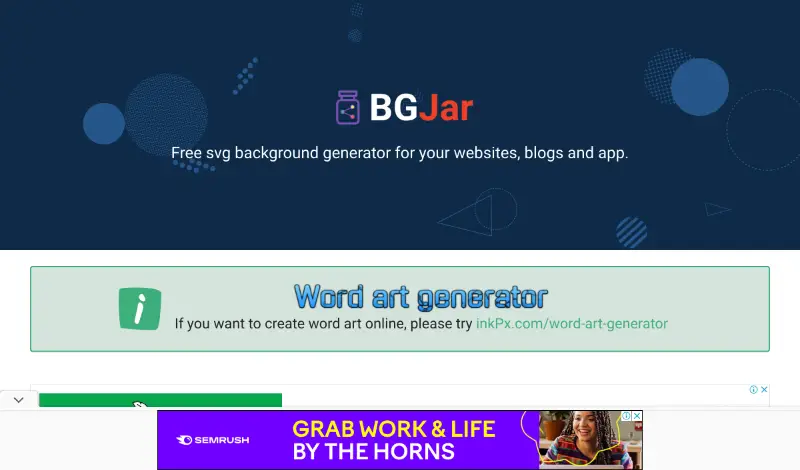 BGJar
Free svg background generator for your websites, blogs and app.
Word art generator
If you want to create word art online, please try inkPx.com/word-art-generator
SEMRUSH
GRAB WORK & LIFE
BY THE HORNS